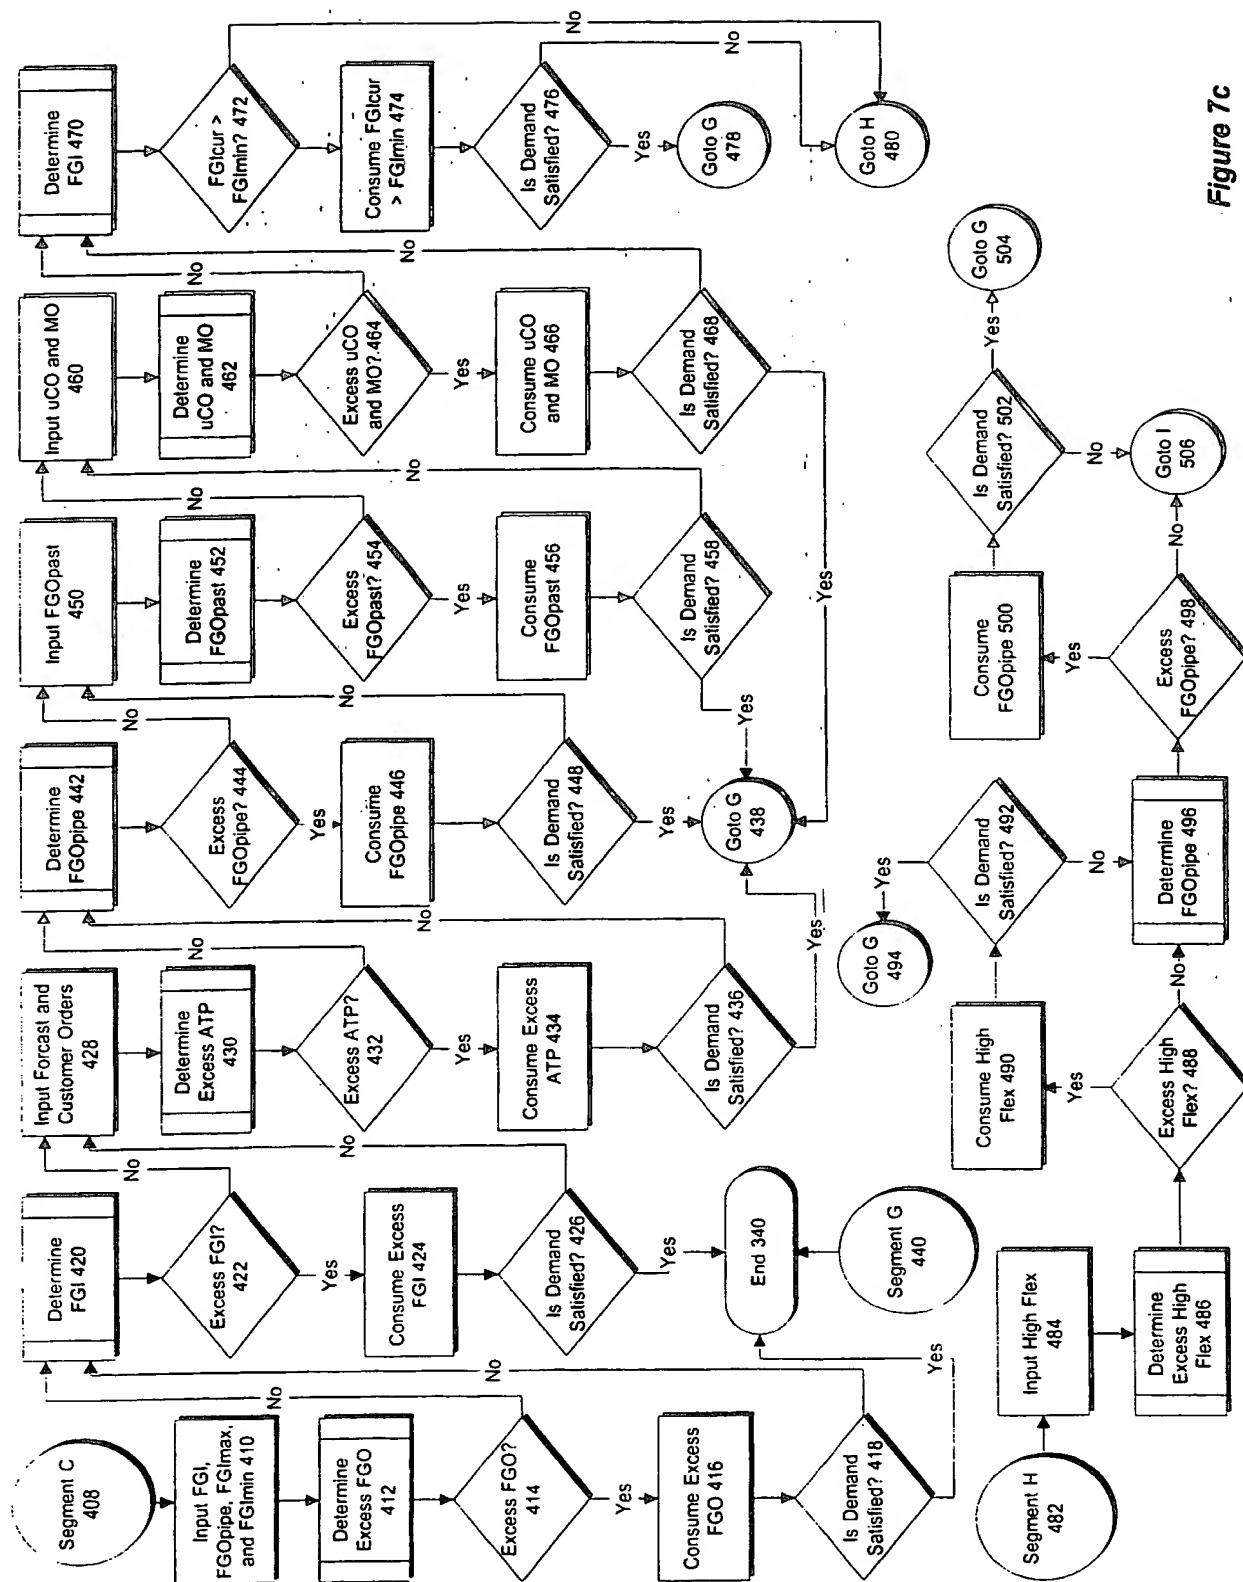 Segment C
408
Input FGI,
FGOpipe, FGImax,
and FGImin 410
Determine
Excess FGO
412
Excess FGO?
414
No
Yes
Consume Excess
FGO 416
Is Demand
Satisfied? 418
No
Yes
Determine
FGI 420
Excess FGI?
422
No
Yes
Consume Excess
FGI 424
Is Demand
Satisfied? 426
No
Yes
End 340
Segment G
440
Input Forcast and
Customer Orders
428
Determine
Excess ATP
430
Excess ATP?
432
No
Yes
Consume Excess
ATP 434
Is Demand
Satisfied? 436
No
Yes
Determine
FGOpipe 442
Excess
FGOpipe? 444
No
Yes
Consume
FGOpipe 446
Is Demand
Satisfied? 448
No
Yes
Goto G
438
Input FGOpast
450
Determine
FGOpast 452
Excess
FGOpast? 454
No
Yes
Consume
FGOpast 456
Is Demand
Satisfied? 458
No
Yes
Input uCO and MO
460
Determine
uCO and MO
462
Excess uCO
and MO? 464
No
Yes
Consume uCO
and MO 466
Is Demand
Satisfied? 468
No
Yes
Determine
FGI 470
FGIcur >
FGImin? 472
No
Consume FGIcur
> FGImin 474
Is Demand
Satisfied? 476
No
Yes
Goto G
478
Goto H
480
Segment H
482
Input High Flex
484
Determine
Excess High
Flex 486
Excess High
Flex? 488
No
Yes
Consume High
Flex 490
Is Demand
Satisfied? 492
Yes
No
Goto G
494
Determine
FGOpipe 496
Excess
FGOpipe? 498
No
Yes
Consume
FGOpipe 500
Is Demand
Satisfied? 502
Yes
No
Goto G
504
Goto I
506
Figure 7c